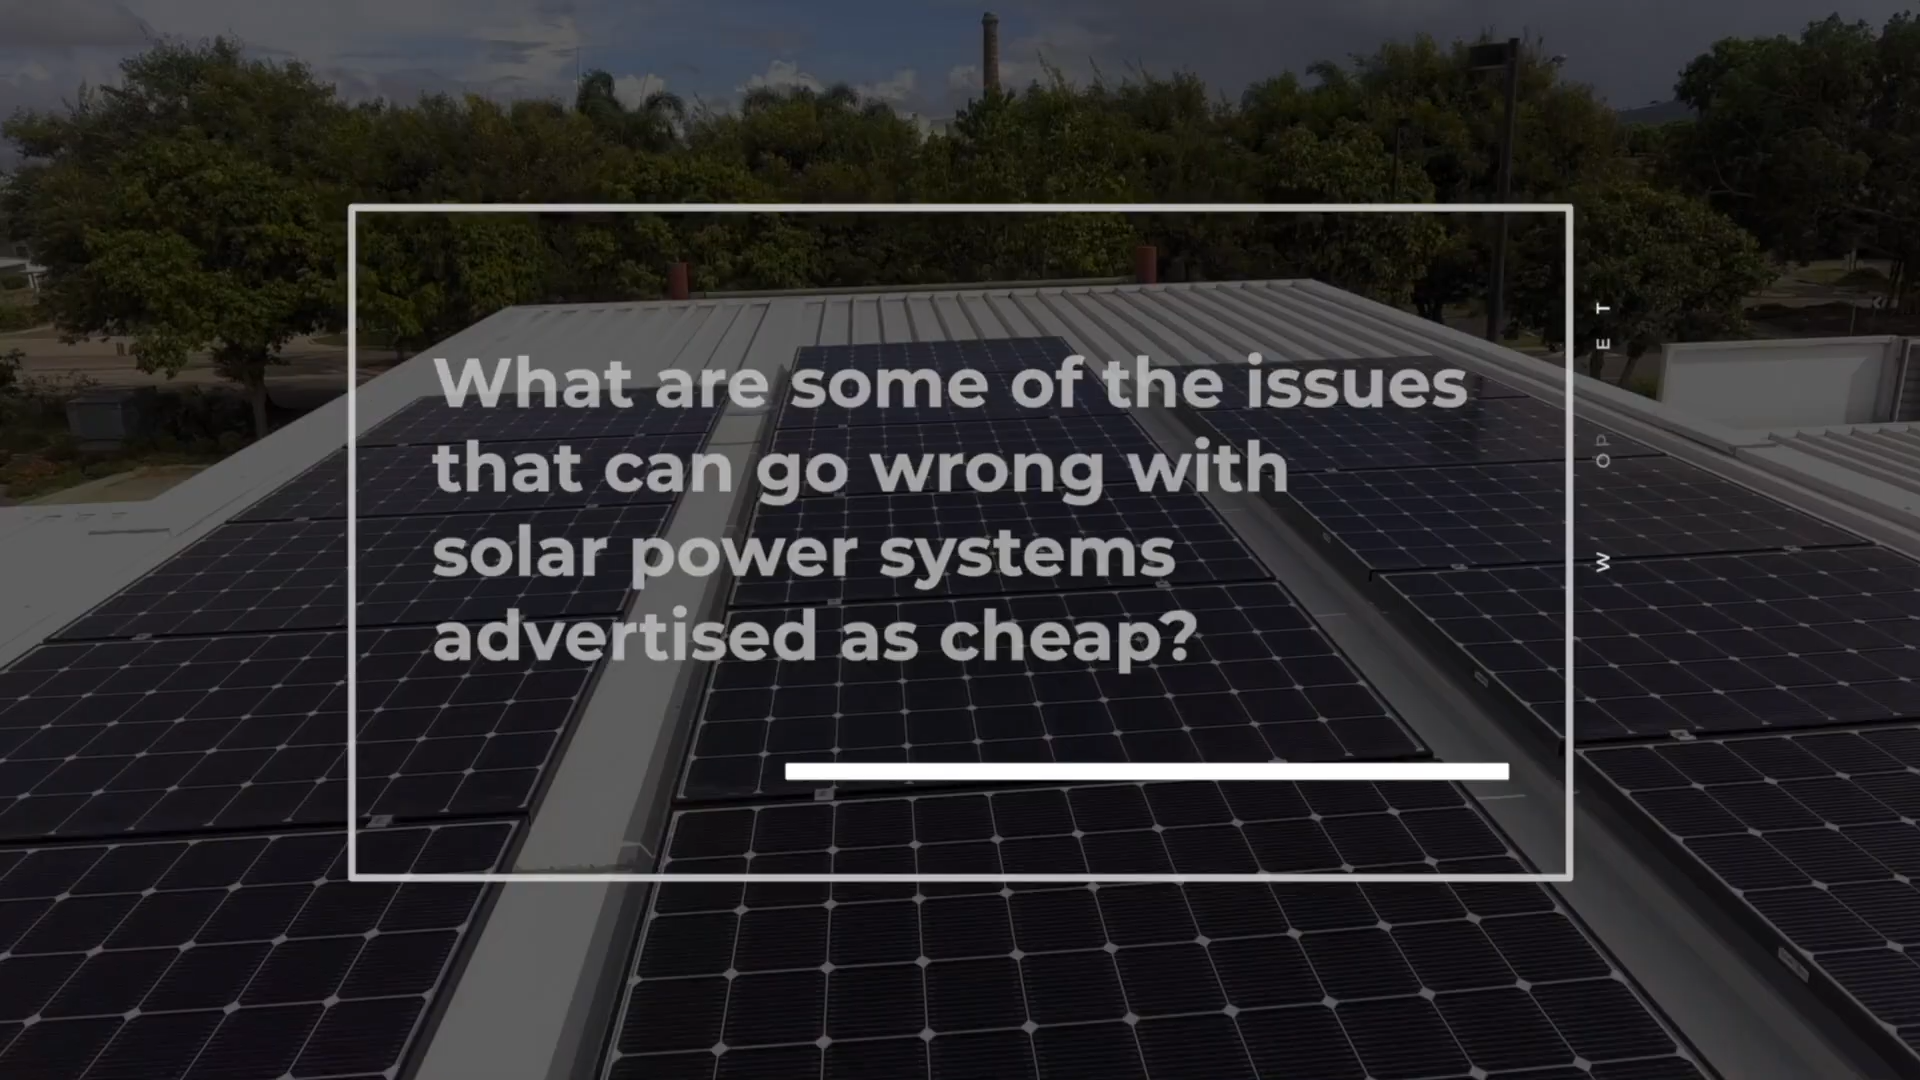 What are some of the issues
that can go wrong with
solar power systems
advertised as cheap?